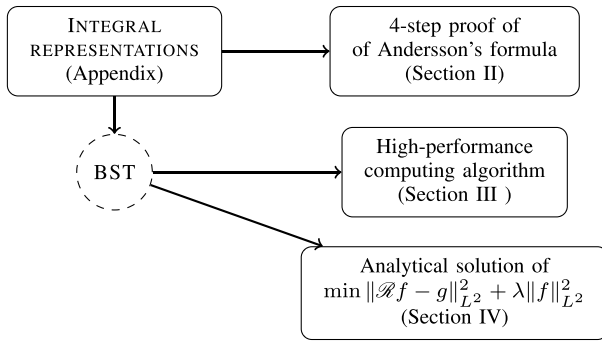 INTEGRAL
REPRESENTATIONS
(Appendix)
4-step proof of
of Andersson's formula
(Section II)
BST
High-performance
computing algorithm
(Section III )
Analytical solution of
min ‖ℛf − g‖²_{L²} + λ‖f‖²_{L²}
(Section IV)